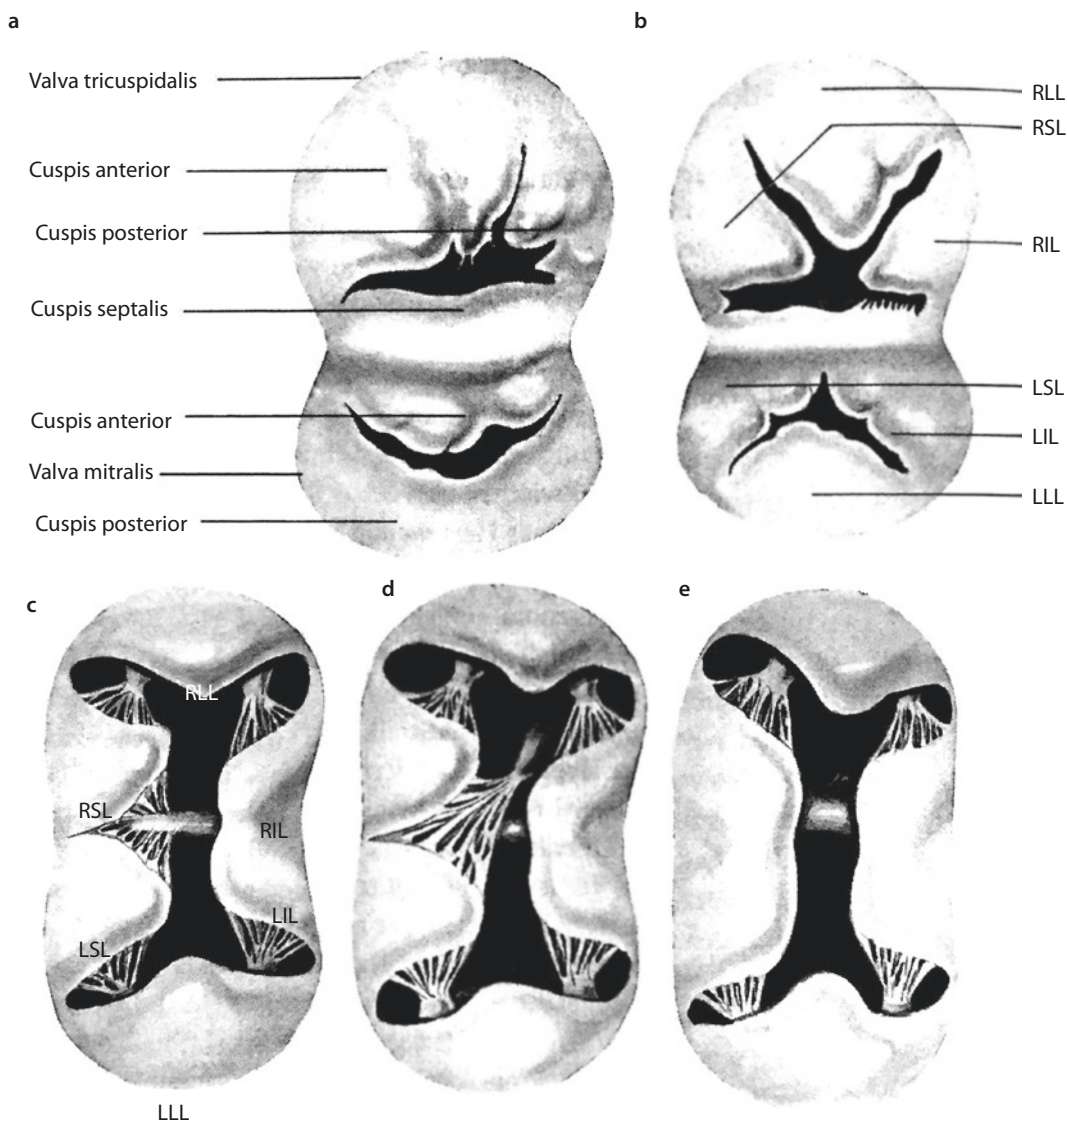 a
b
Valva tricuspidalis
Cuspis anterior
Cuspis posterior
Cuspis septalis
Cuspis anterior
Valva mitralis
Cuspis posterior
RLL
RSL
RIL
LSL
LIL
LLL
c
d
e
RLL
RSL
RIL
LIL
LSL
LLL